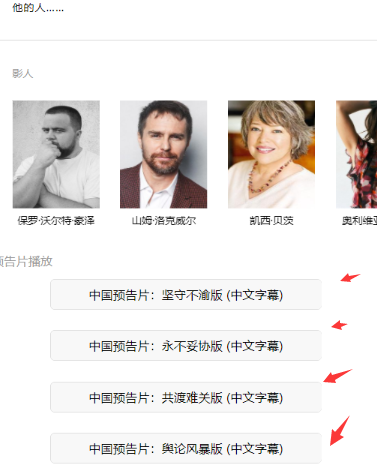 他的人......
影人
保罗·沃尔特·豪泽
山姆·洛克威尔
凯西·贝茨
奥利维亚
预告片播放
中国预告片：坚守不渝版 (中文字幕)
中国预告片：永不妥协版 (中文字幕)
中国预告片：共渡难关版 (中文字幕)
中国预告片：舆论风暴版 (中文字幕)